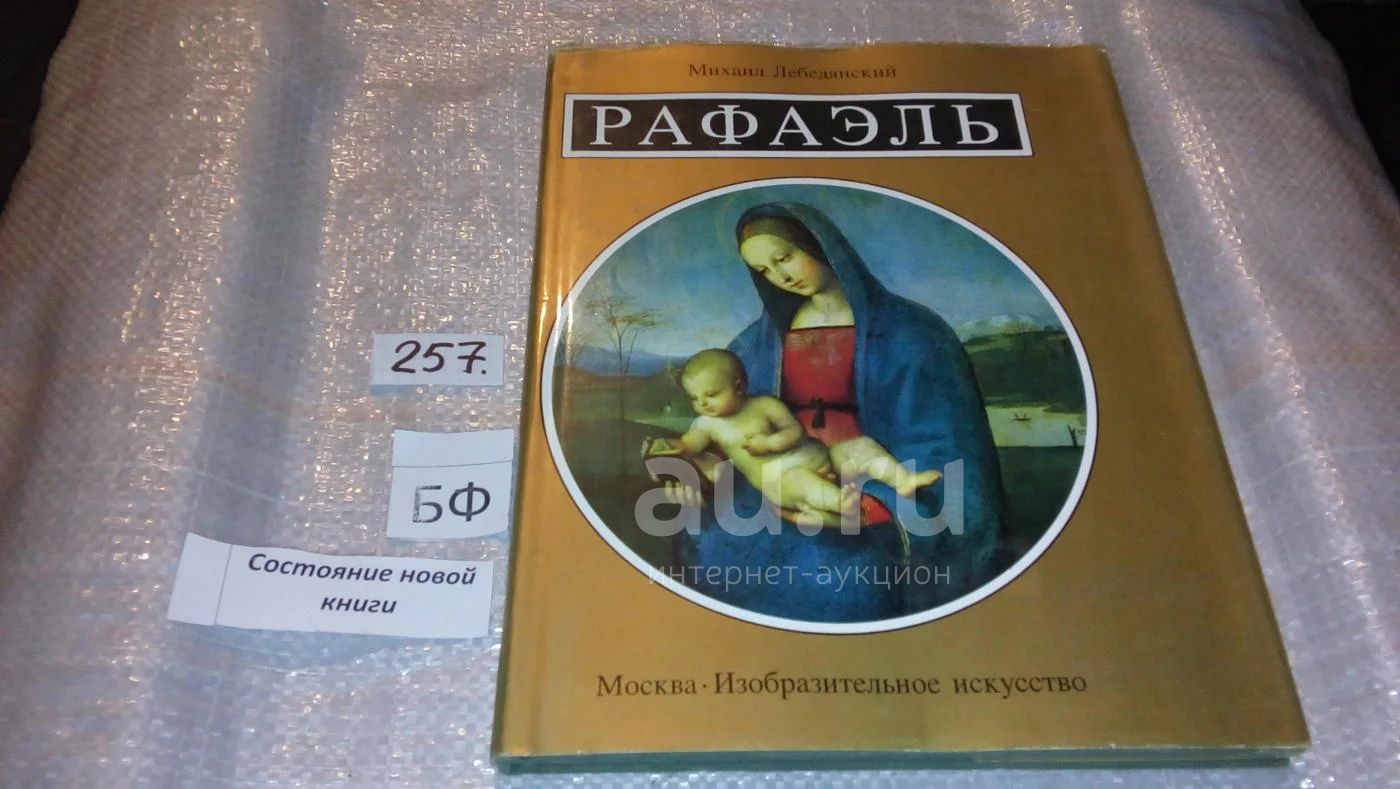 Михаил Лебедянский
РАФАЭЛЬ
257.
БФ
Состояние новой
книги
au.ru
интернет-аукцион
Москва · Изобразительное искусство